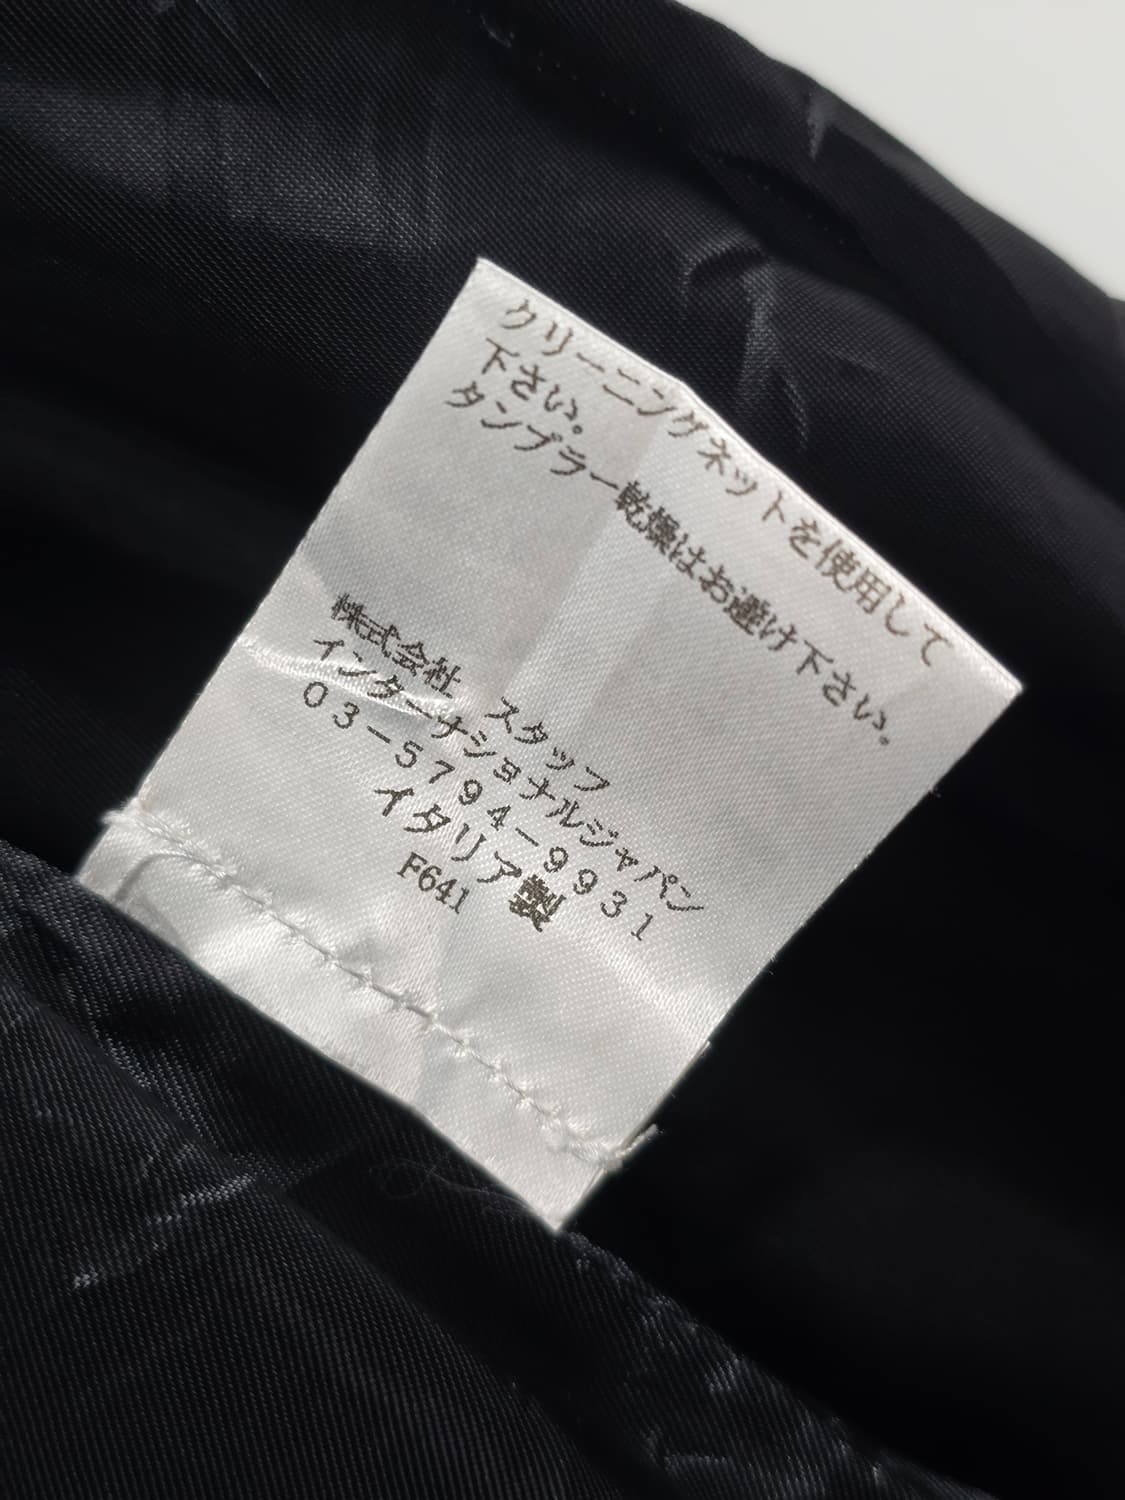 クリーニングネットを使用して
下さい。
タンブラー乾燥はお避け下さい。
株式会社　スタッフ
インターナショナルジャパン
０３－５７９４－９９３１
イタリア製
F641